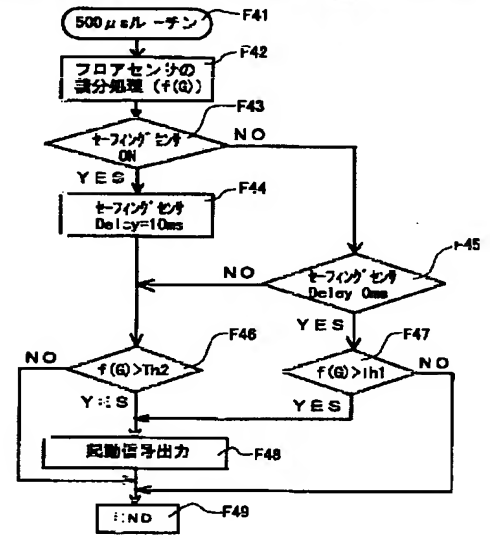 500μsルーチン
F41
F42
フロアセンサの
積分処理 (f(G))
F43
セーフィングセンサ
ON
NO
YES
F44
セーフィングセンサ
Delay=10ms
F45
NO
セーフィングセンサ
Delay 0ms
YES
F46
F47
NO
f(G)>Th2
f(G)>Th1
NO
YES
YES
起動信号出力
F48
END
F49